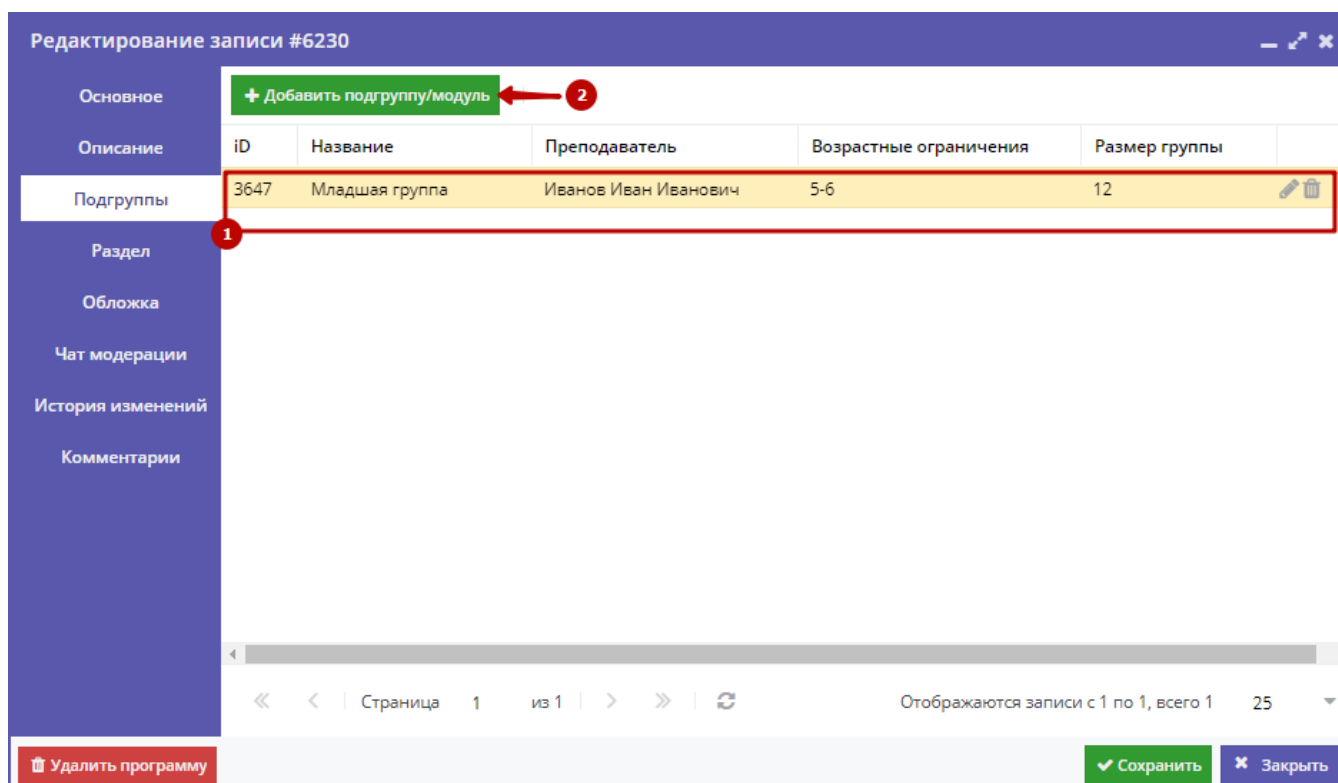 Редактирование записи #6230
Основное
Описание
Подгруппы
Раздел
Обложка
Чат модерации
История изменений
Комментарии
Добавить подгруппу/модуль 2
iD Название Преподаватель Возрастные ограничения Размер группы
3647 Младшая группа Иванов Иван Иванович 5-6 12
1
Страница 1 из 1 Отображаются записи с 1 по 1, всего 1 25
Удалить программу Сохранить Закрыть